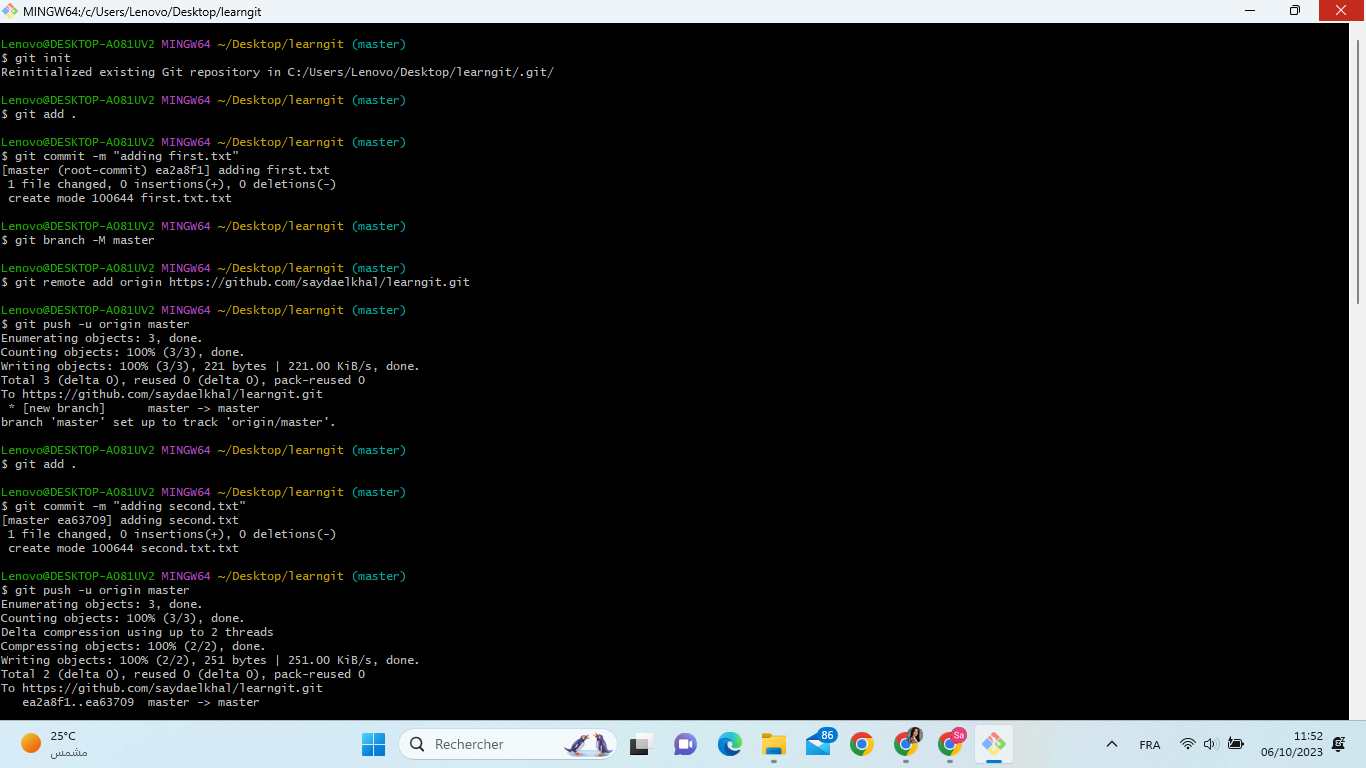 MINGW64:/c/Users/Lenovo/Desktop/learngit
Lenovo@DESKTOP-AO81UV2 MINGW64 ~/Desktop/learngit (master)
$ git init
Reinitialized existing Git repository in C:/Users/Lenovo/Desktop/learngit/.git/
Lenovo@DESKTOP-AO81UV2 MINGW64 ~/Desktop/learngit (master)
$ git add .
Lenovo@DESKTOP-AO81UV2 MINGW64 ~/Desktop/learngit (master)
$ git commit -m "adding first.txt"
[master (root-commit) ea2a8f1] adding first.txt
 1 file changed, 0 insertions(+), 0 deletions(-)
 create mode 100644 first.txt.txt
Lenovo@DESKTOP-AO81UV2 MINGW64 ~/Desktop/learngit (master)
$ git branch -M master
Lenovo@DESKTOP-AO81UV2 MINGW64 ~/Desktop/learngit (master)
$ git remote add origin https://github.com/saydaelkhal/learngit.git
Lenovo@DESKTOP-AO81UV2 MINGW64 ~/Desktop/learngit (master)
$ git push -u origin master
Enumerating objects: 3, done.
Counting objects: 100% (3/3), done.
Writing objects: 100% (3/3), 221 bytes | 221.00 KiB/s, done.
Total 3 (delta 0), reused 0 (delta 0), pack-reused 0
To https://github.com/saydaelkhal/learngit.git
 * [new branch]      master -> master
branch 'master' set up to track 'origin/master'.
Lenovo@DESKTOP-AO81UV2 MINGW64 ~/Desktop/learngit (master)
$ git add .
Lenovo@DESKTOP-AO81UV2 MINGW64 ~/Desktop/learngit (master)
$ git commit -m "adding second.txt"
[master ea63709] adding second.txt
 1 file changed, 0 insertions(+), 0 deletions(-)
 create mode 100644 second.txt.txt
Lenovo@DESKTOP-AO81UV2 MINGW64 ~/Desktop/learngit (master)
$ git push -u origin master
Enumerating objects: 3, done.
Counting objects: 100% (3/3), done.
Delta compression using up to 2 threads
Compressing objects: 100% (2/2), done.
Writing objects: 100% (2/2), 251 bytes | 251.00 KiB/s, done.
Total 2 (delta 0), reused 0 (delta 0), pack-reused 0
To https://github.com/saydaelkhal/learngit.git
   ea2a8f1..ea63709  master -> master
25°C
مشمس
Rechercher
86
Sa
FRA
11:52
06/10/2023